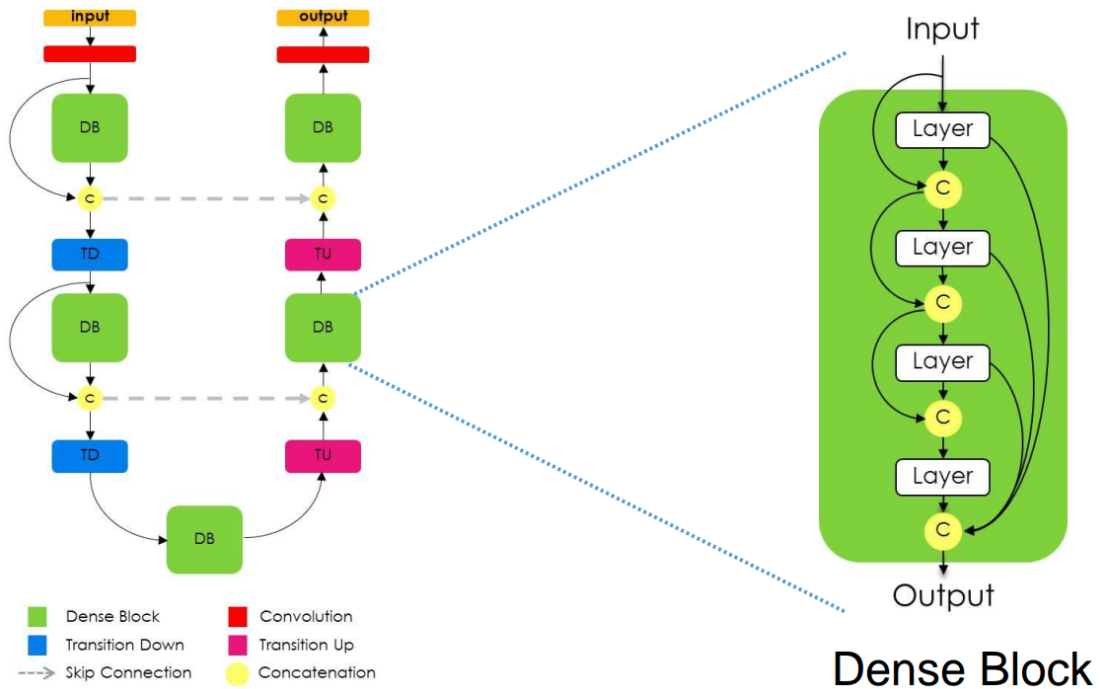 input
output
DB
DB
C
C
TD
TU
DB
DB
C
C
TD
TU
DB
Dense Block
Convolution
Transition Down
Transition Up
Skip Connection
Concatenation
Input
Layer
C
Layer
C
Layer
C
Layer
C
Output
Dense Block